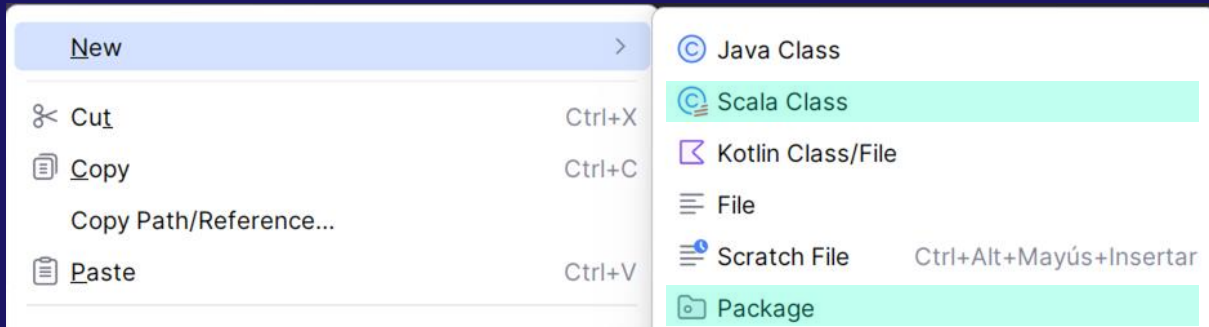 New
Cut Ctrl+X
Copy Ctrl+C
Copy Path/Reference...
Paste Ctrl+V
Java Class
Scala Class
Kotlin Class/File
File
Scratch File Ctrl+Alt+Mayús+Insertar
Package